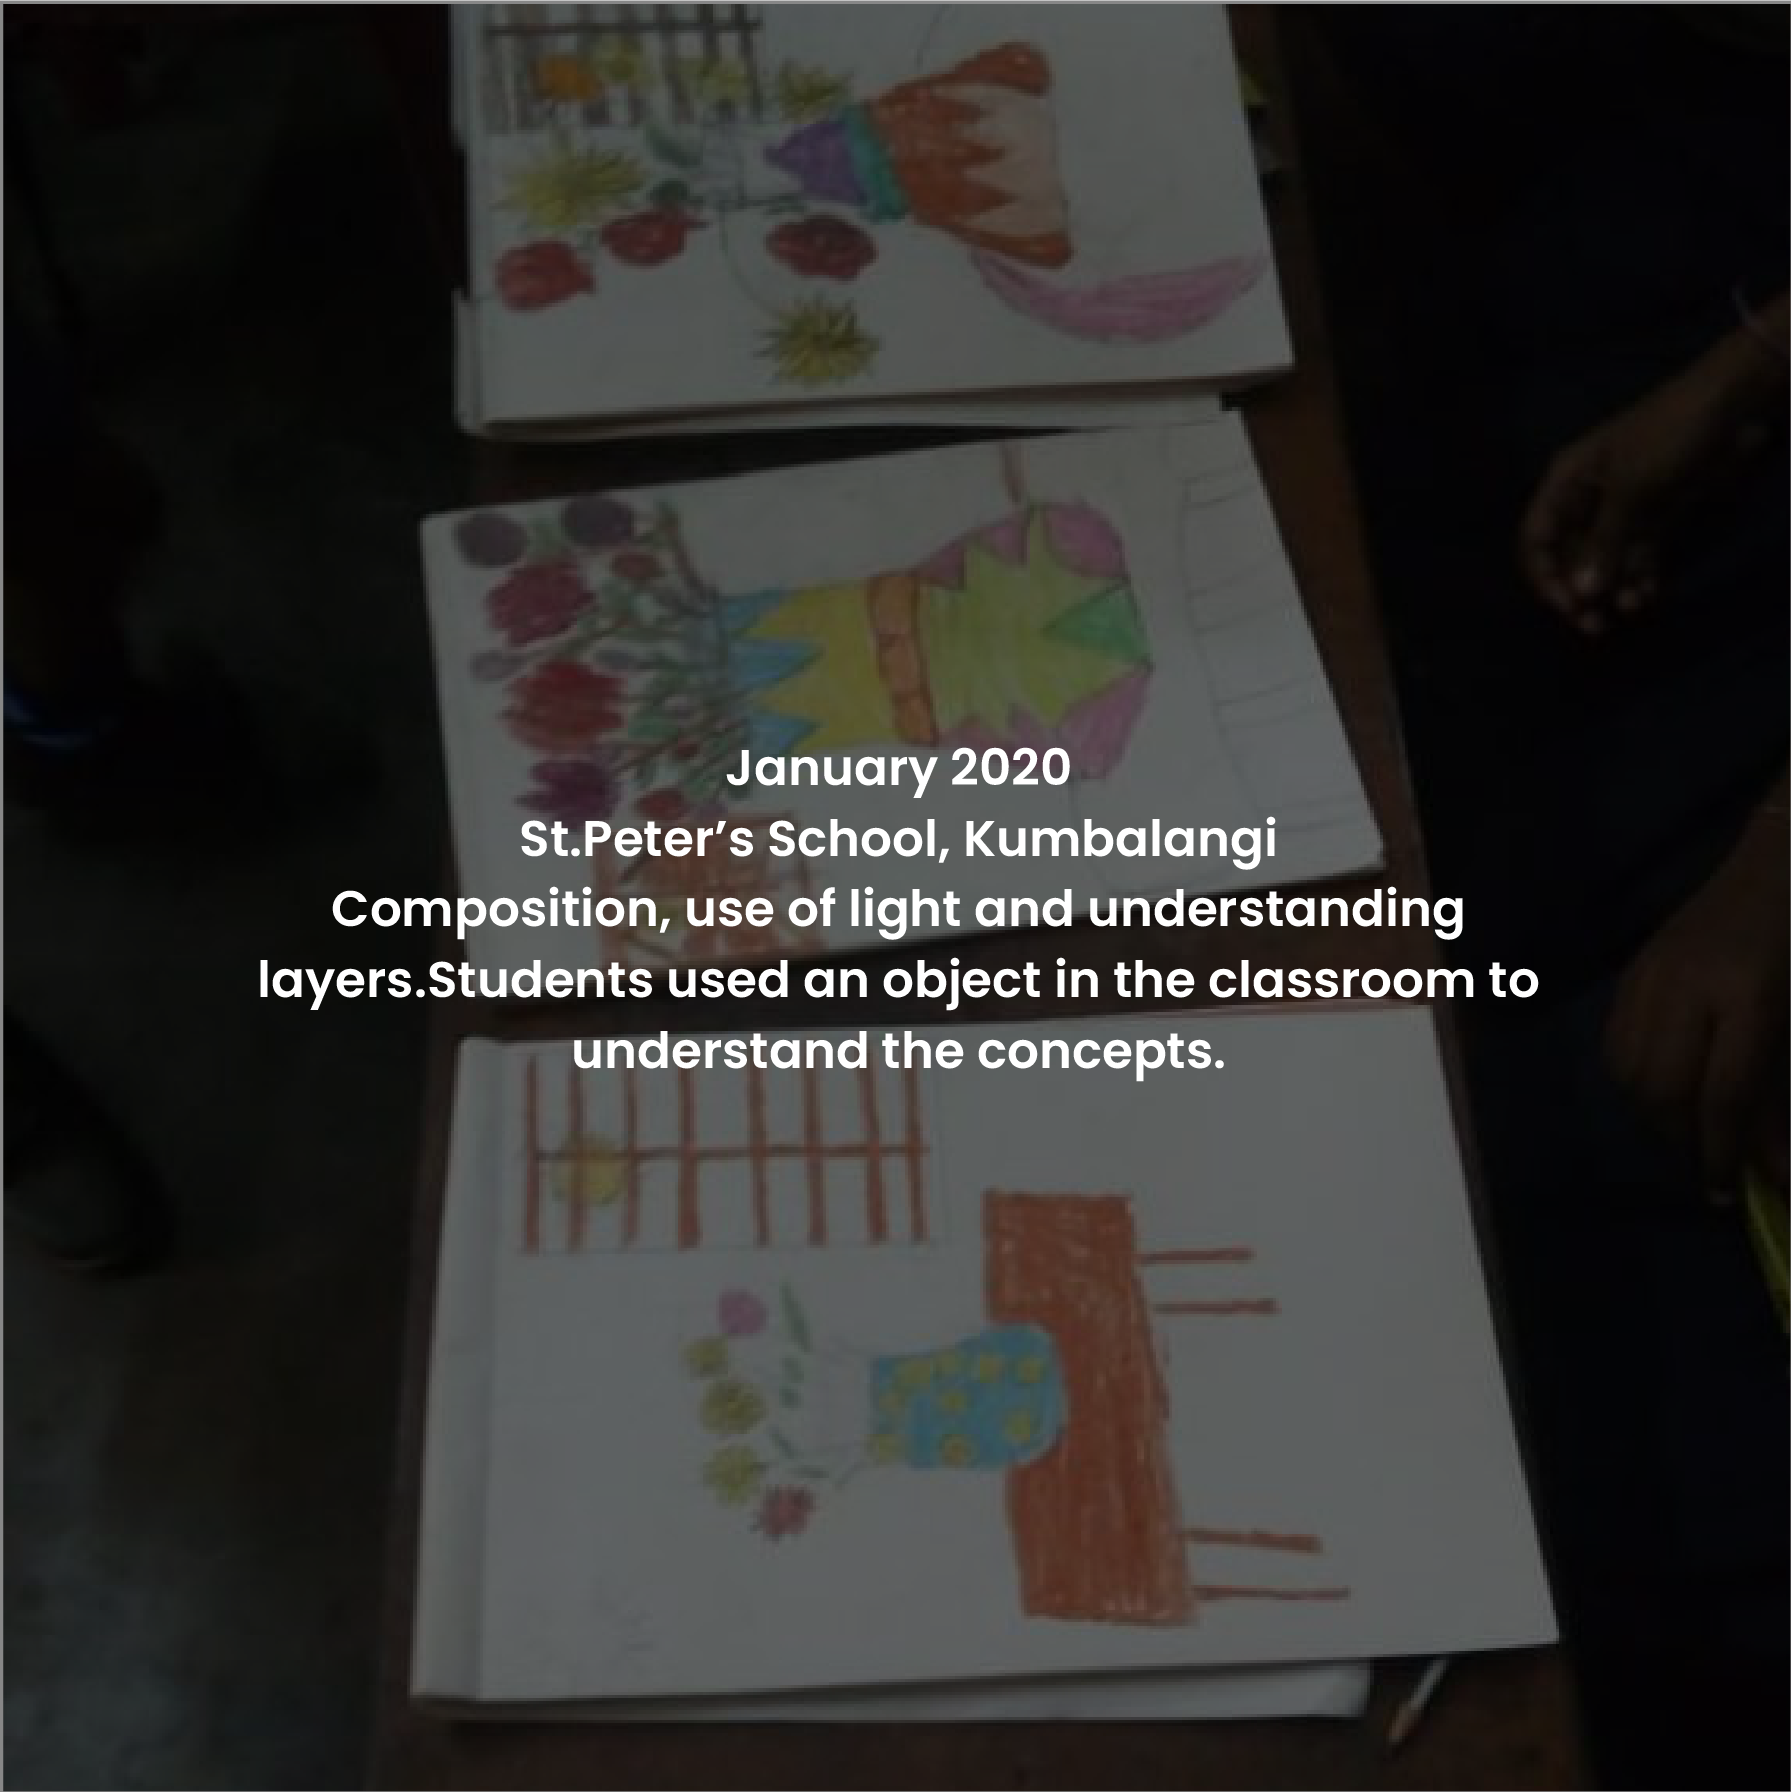 January 2020
St.Peter’s School, Kumbalangi
Composition, use of light and understanding
layers.Students used an object in the classroom to
understand the concepts.